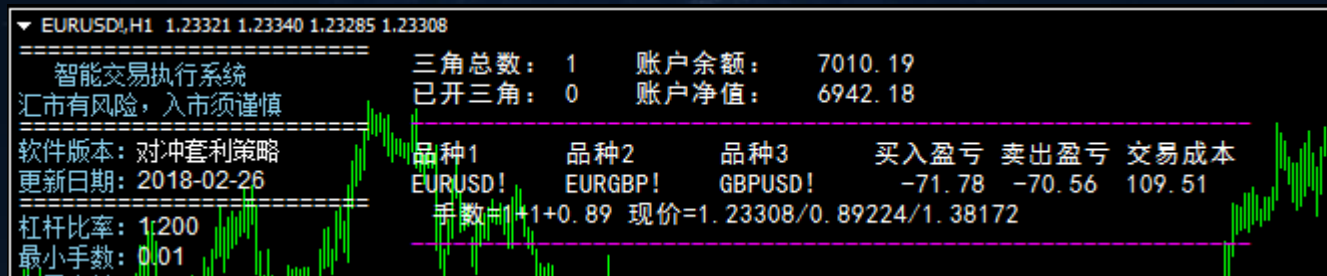 EURUSD!,H1 1.23321 1.23340 1.23285 1.23308
==========================
智能交易执行系统
汇市有风险，入市须谨慎
==========================
软件版本：对冲套利策略
更新日期：2018-02-26
==========================
杠杆比率：1:200
最小手数：0.01
三角总数： 1 账户余额： 7010.19
已开三角： 0 账户净值： 6942.18
品种1 品种2 品种3 买入盈亏 卖出盈亏 交易成本
EURUSD! EURGBP! GBPUSD! -71.78 -70.56 109.51
手数=1+1+0.89 现价=1.23308/0.89224/1.38172